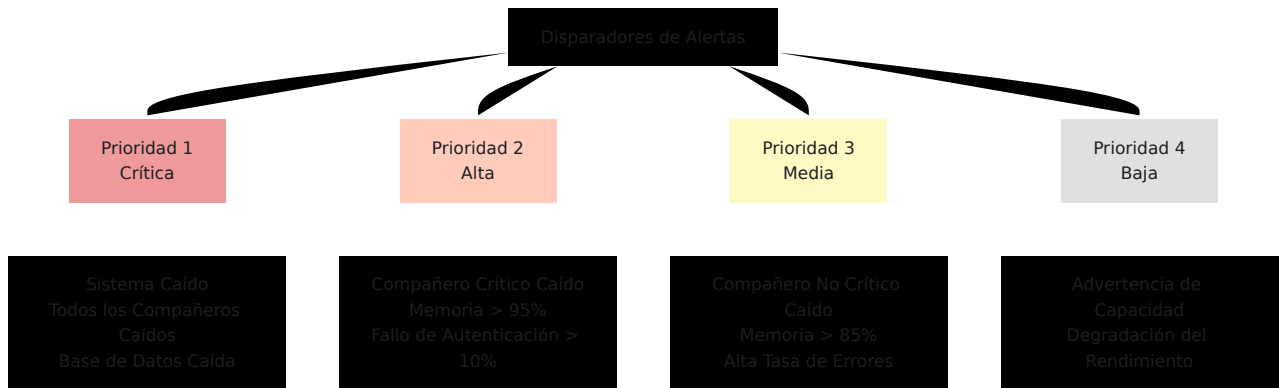 Disparadores de Alertas
Prioridad 1
Crítica
Prioridad 2
Alta
Prioridad 3
Media
Prioridad 4
Baja
Sistema Caído
Todos los Compañeros
Caídos
Base de Datos Caída
Compañero Crítico Caído
Memoria > 95%
Fallo de Autenticación >
10%
Compañero No Crítico
Caído
Memoria > 85%
Alta Tasa de Errores
Advertencia de
Capacidad
Degradación del
Rendimiento